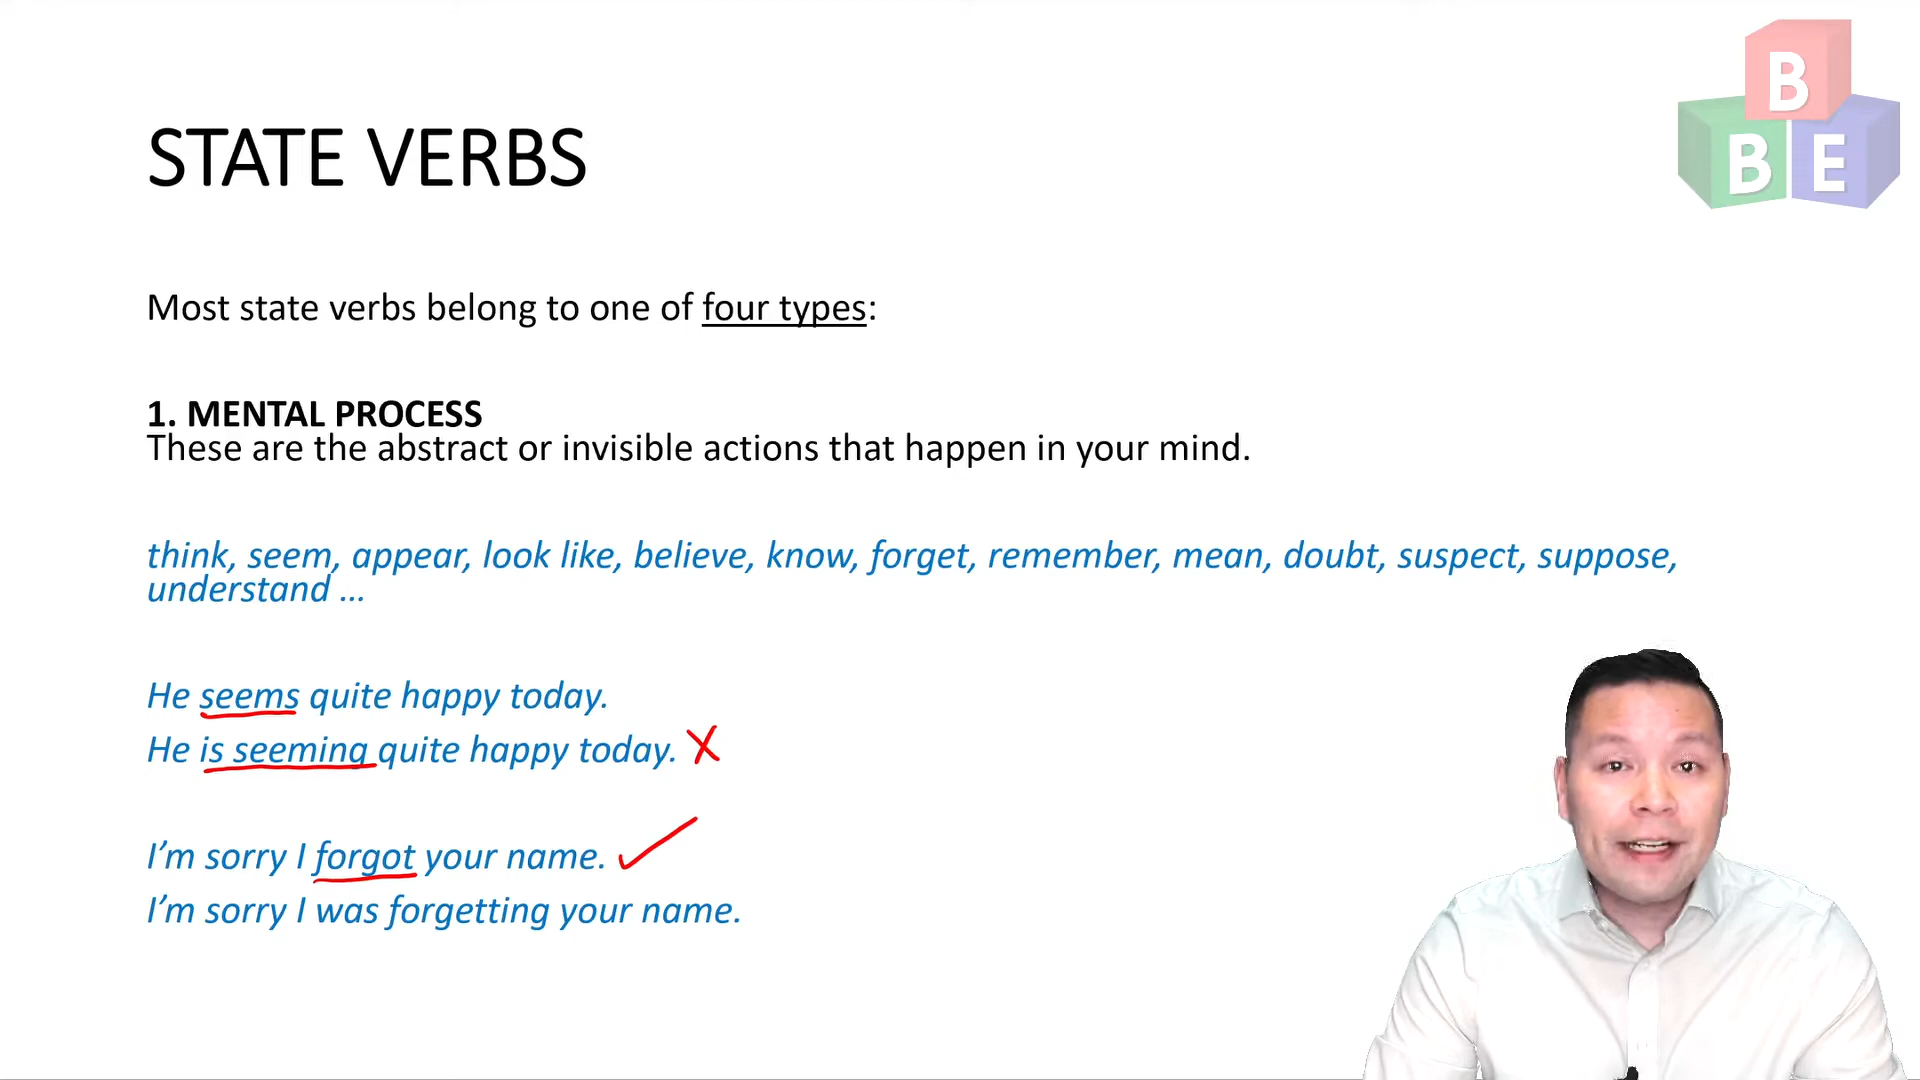 B
B E
STATE VERBS
Most state verbs belong to one of four types:
1. MENTAL PROCESS
These are the abstract or invisible actions that happen in your mind.
think, seem, appear, look like, believe, know, forget, remember, mean, doubt, suspect, suppose,
understand ...
He seems quite happy today.
He is seeming quite happy today. X
I’m sorry I forgot your name. ✓
I’m sorry I was forgetting your name.